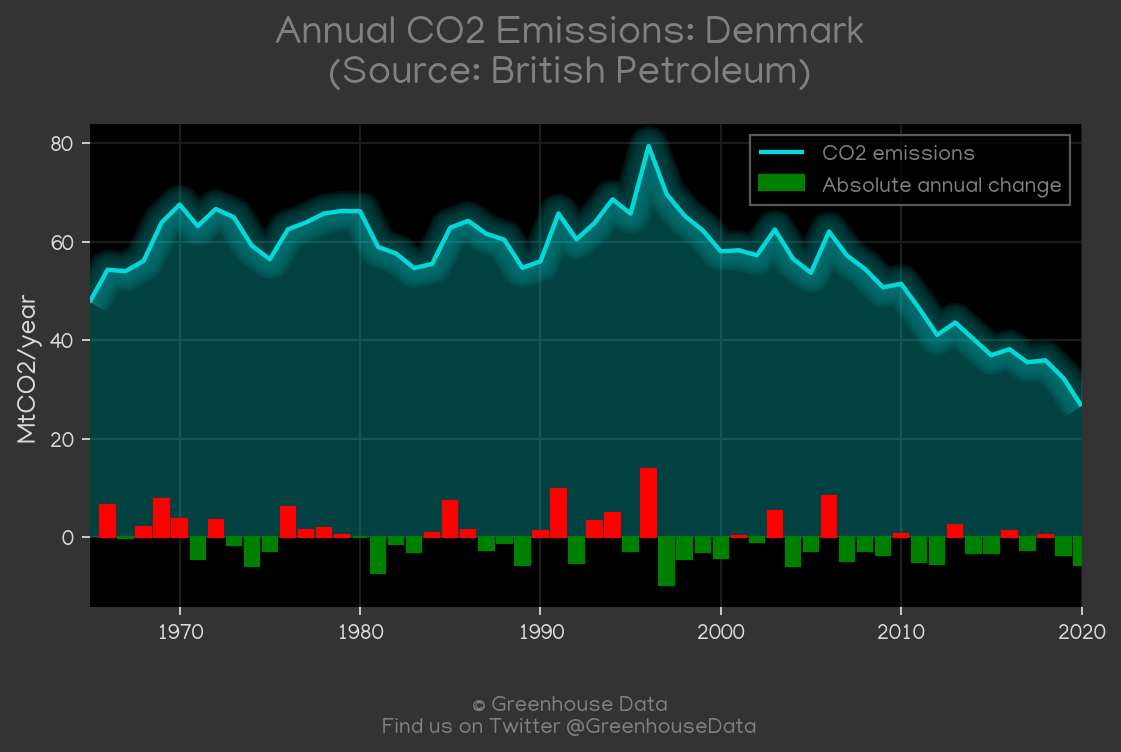 Annual CO2 Emissions: Denmark
(Source: British Petroleum)
CO2 emissions
Absolute annual change
MtCO2/year
80
60
40
20
0
1970 1980 1990 2000 2010 2020
© Greenhouse Data
Find us on Twitter @GreenhouseData